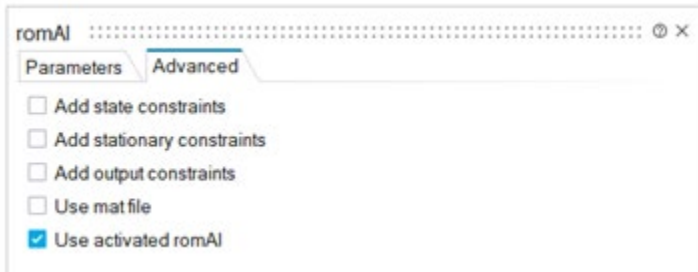 romAI
Parameters Advanced
Add state constraints
Add stationary constraints
Add output constraints
Use mat file
Use activated romAI